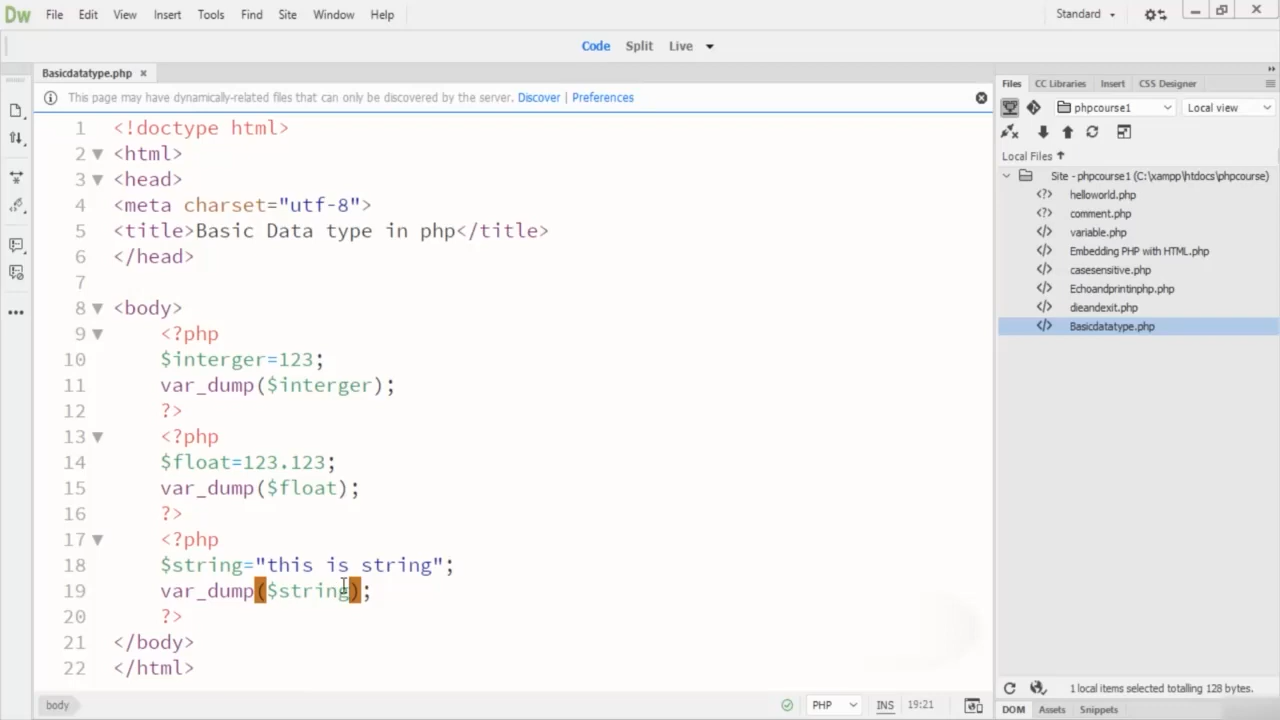 Dw File Edit View Insert Tools Find Site Window Help Standard
Code Split Live
Basicdatatype.php
This page may have dynamically-related files that can only be discovered by the server. Discover | Preferences
1 <!doctype html>
2 <html>
3 <head>
4 <meta charset="utf-8">
5 <title>Basic Data type in php</title>
6 </head>
7
8 <body>
9 <?php
10 $interger=123;
11 var_dump($interger);
12 ?>
13 <?php
14 $float=123.123;
15 var_dump($float);
16 ?>
17 <?php
18 $string="this is string";
19 var_dump($string);
20 ?>
21 </body>
22 </html>
body PHP INS 19:21
Files CC Libraries Insert CSS Designer
phpcourse1 Local view
Local Files
Site - phpcourse1 (C:\xampp\htdocs\phpcourse)
helloworld.php
comment.php
variable.php
Embedding PHP with HTML.php
casesensitive.php
Echoandprintinphp.php
dieandexit.php
Basicdatatype.php
1 local items selected totalling 128 bytes.
DOM Assets Snippets